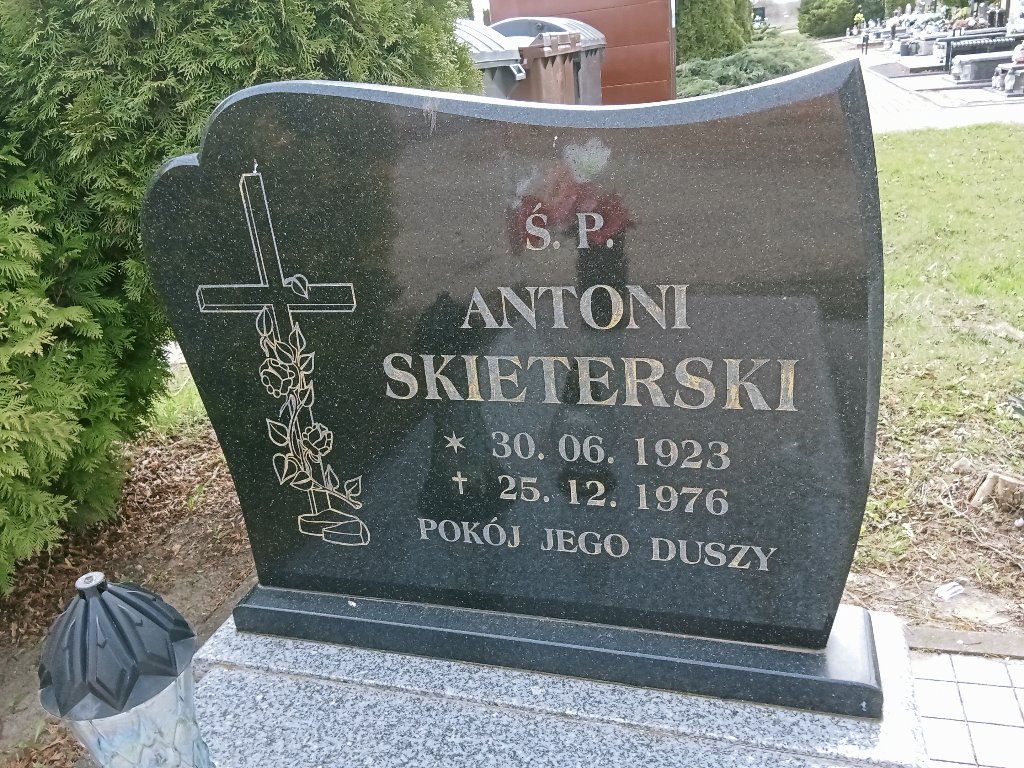 Ś. P.
ANTONI
SKIETERSKI
✶ 30. 06. 1923
✝ 25. 12. 1976
POKÓJ JEGO DUSZY